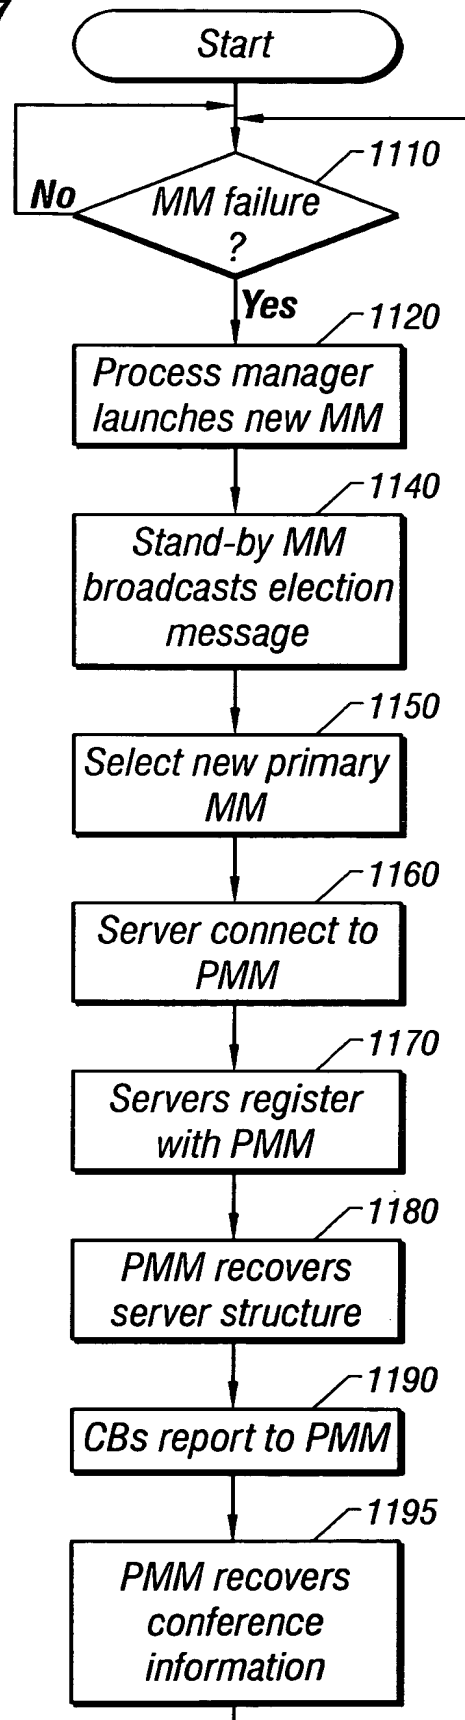 Start
1110
No
MM failure
?
Yes
1120
Process manager
launches new MM
1140
Stand-by MM
broadcasts election
message
1150
Select new primary
MM
1160
Server connect to
PMM
1170
Servers register
with PMM
1180
PMM recovers
server structure
1190
CBs report to PMM
1195
PMM recovers
conference
information